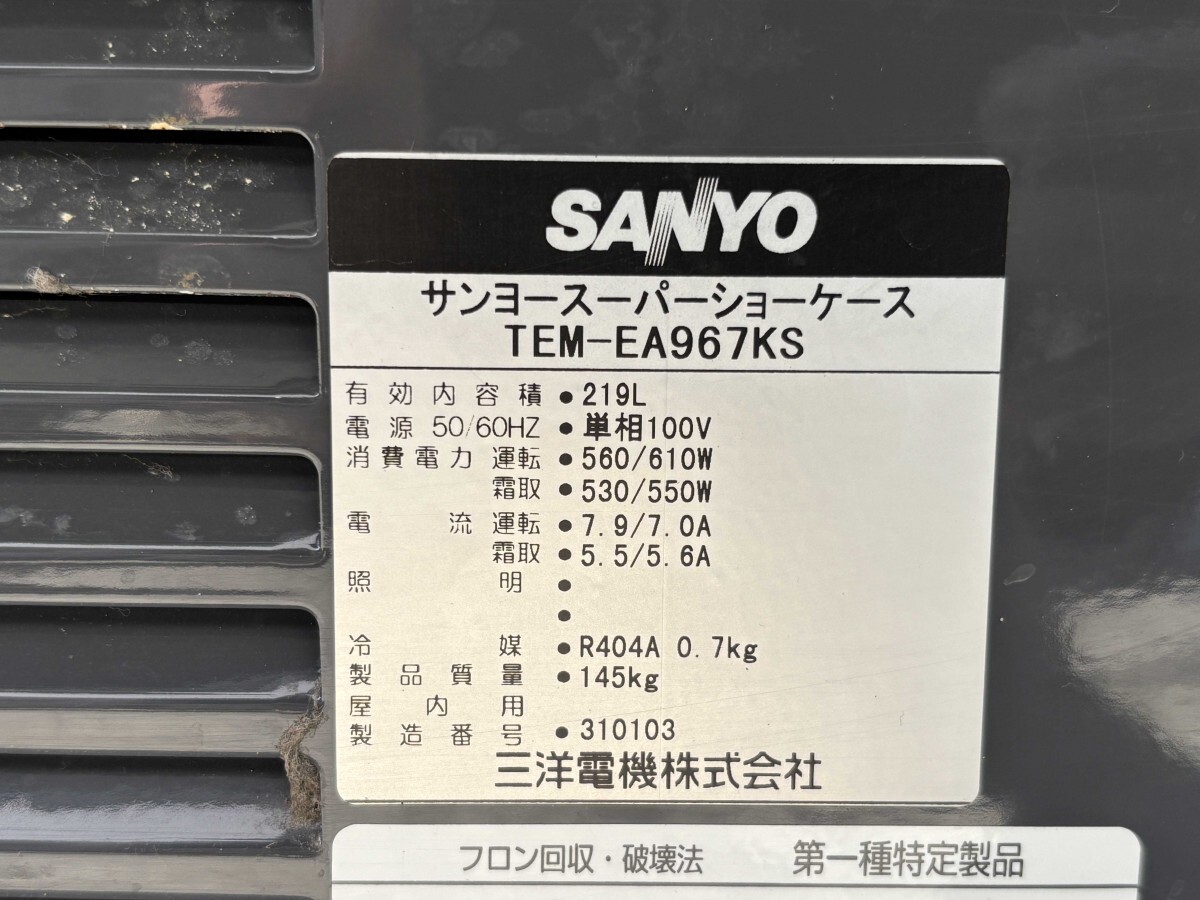 SANYO
サンヨースーパーショーケース
TEM-EA967KS
有効内容積 ● 219L
電源 50/60HZ ● 単相100V
消費電力 運転 ● 560/610W
霜取 ● 530/550W
電流 運転 ● 7.9/7.0A
霜取 ● 5.5/5.6A
照明 ●
●
冷媒 ● R404A 0.7kg
製品質量 ● 145kg
屋内用
製造番号 ● 310103
三洋電機株式会社
フロン回収・破壊法 第一種特定製品